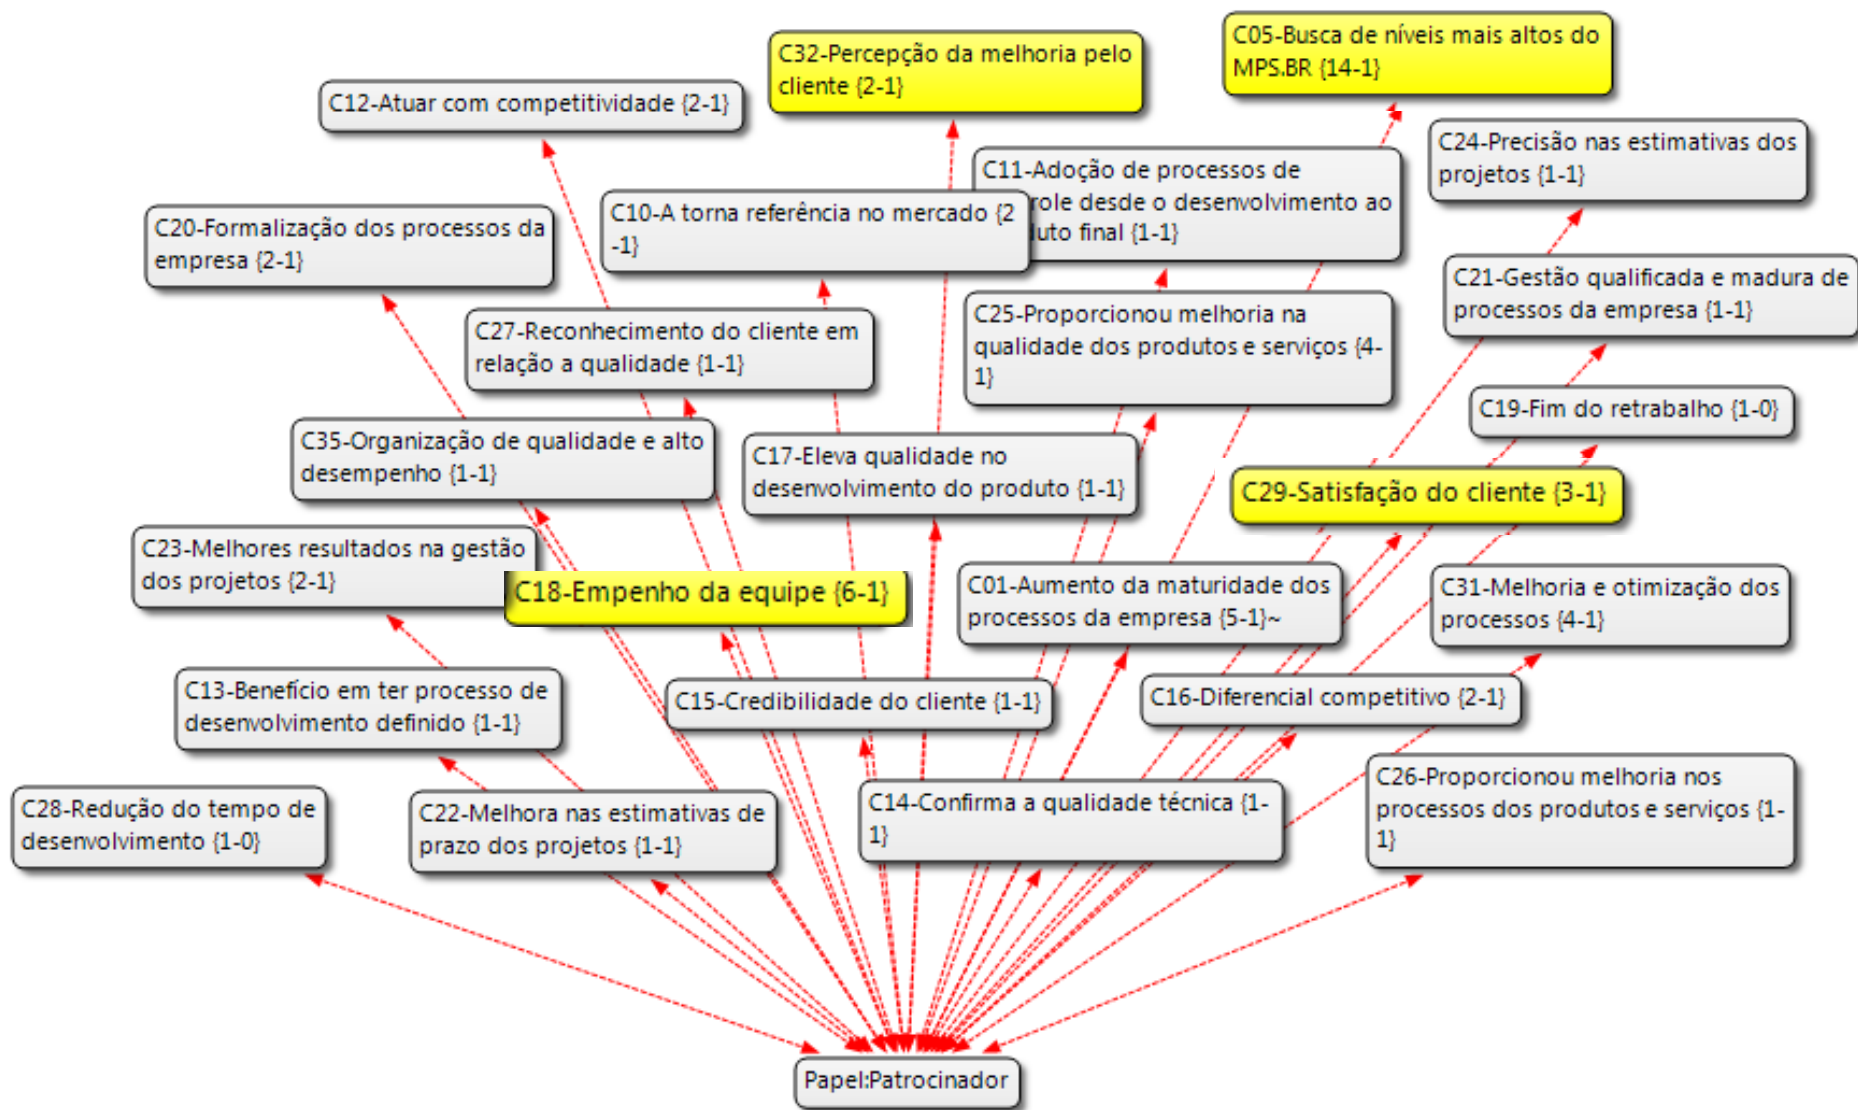 C05-Busca de níveis mais altos do
MPS.BR {14-1}
C32-Percepção da melhoria pelo
cliente {2-1}
C12-Atuar com competitividade {2-1}
C24-Precisão nas estimativas dos
projetos {1-1}
C11-Adoção de processos de
role desde o desenvolvimento ao
uto final {1-1}
C10-A torna referência no mercado {2
-1}
C20-Formalização dos processos da
empresa {2-1}
C21-Gestão qualificada e madura de
processos da empresa {1-1}
C25-Proporcionou melhoria na
qualidade dos produtos e serviços {4-
1}
C27-Reconhecimento do cliente em
relação a qualidade {1-1}
C19-Fim do retrabalho {1-0}
C35-Organização de qualidade e alto
desempenho {1-1}
C17-Eleva qualidade no
desenvolvimento do produto {1-1}
C29-Satisfação do cliente {3-1}
C23-Melhores resultados na gestão
dos projetos {2-1}
C18-Empenho da equipe {6-1}
C01-Aumento da maturidade dos
processos da empresa {5-1}~
C31-Melhoria e otimização dos
processos {4-1}
C13-Benefício em ter processo de
desenvolvimento definido {1-1}
C15-Credibilidade do cliente {1-1}
C16-Diferencial competitivo {2-1}
C28-Redução do tempo de
desenvolvimento {1-0}
C22-Melhora nas estimativas de
prazo dos projetos {1-1}
C14-Confirma a qualidade técnica {1-
1}
C26-Proporcionou melhoria nos
processos dos produtos e serviços {1-
1}
Papel:Patrocinador